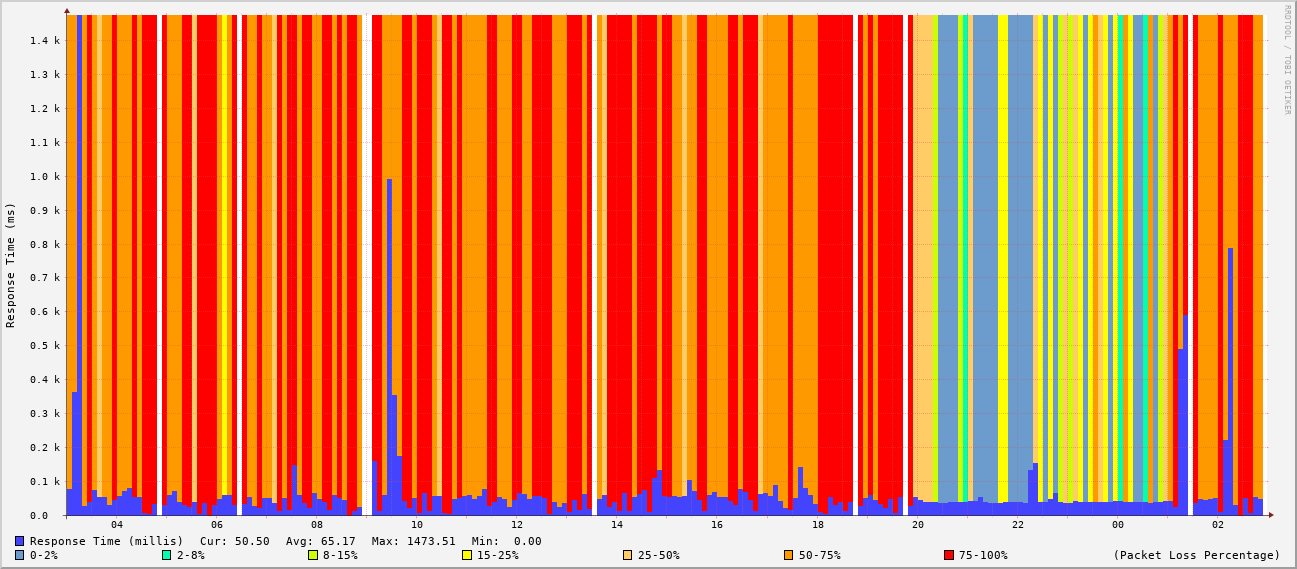 RRDTOOL / TOBI OETIKER
Response Time (ms)
1.4 k
1.3 k
1.2 k
1.1 k
1.0 k
0.9 k
0.8 k
0.7 k
0.6 k
0.5 k
0.4 k
0.3 k
0.2 k
0.1 k
0.0
04 06 08 10 12 14 16 18 20 22 00 02
Response Time (millis) Cur: 50.50 Avg: 65.17 Max: 1473.51 Min: 0.00
0-2% 2-8% 8-15% 15-25% 25-50% 50-75% 75-100% (Packet Loss Percentage)